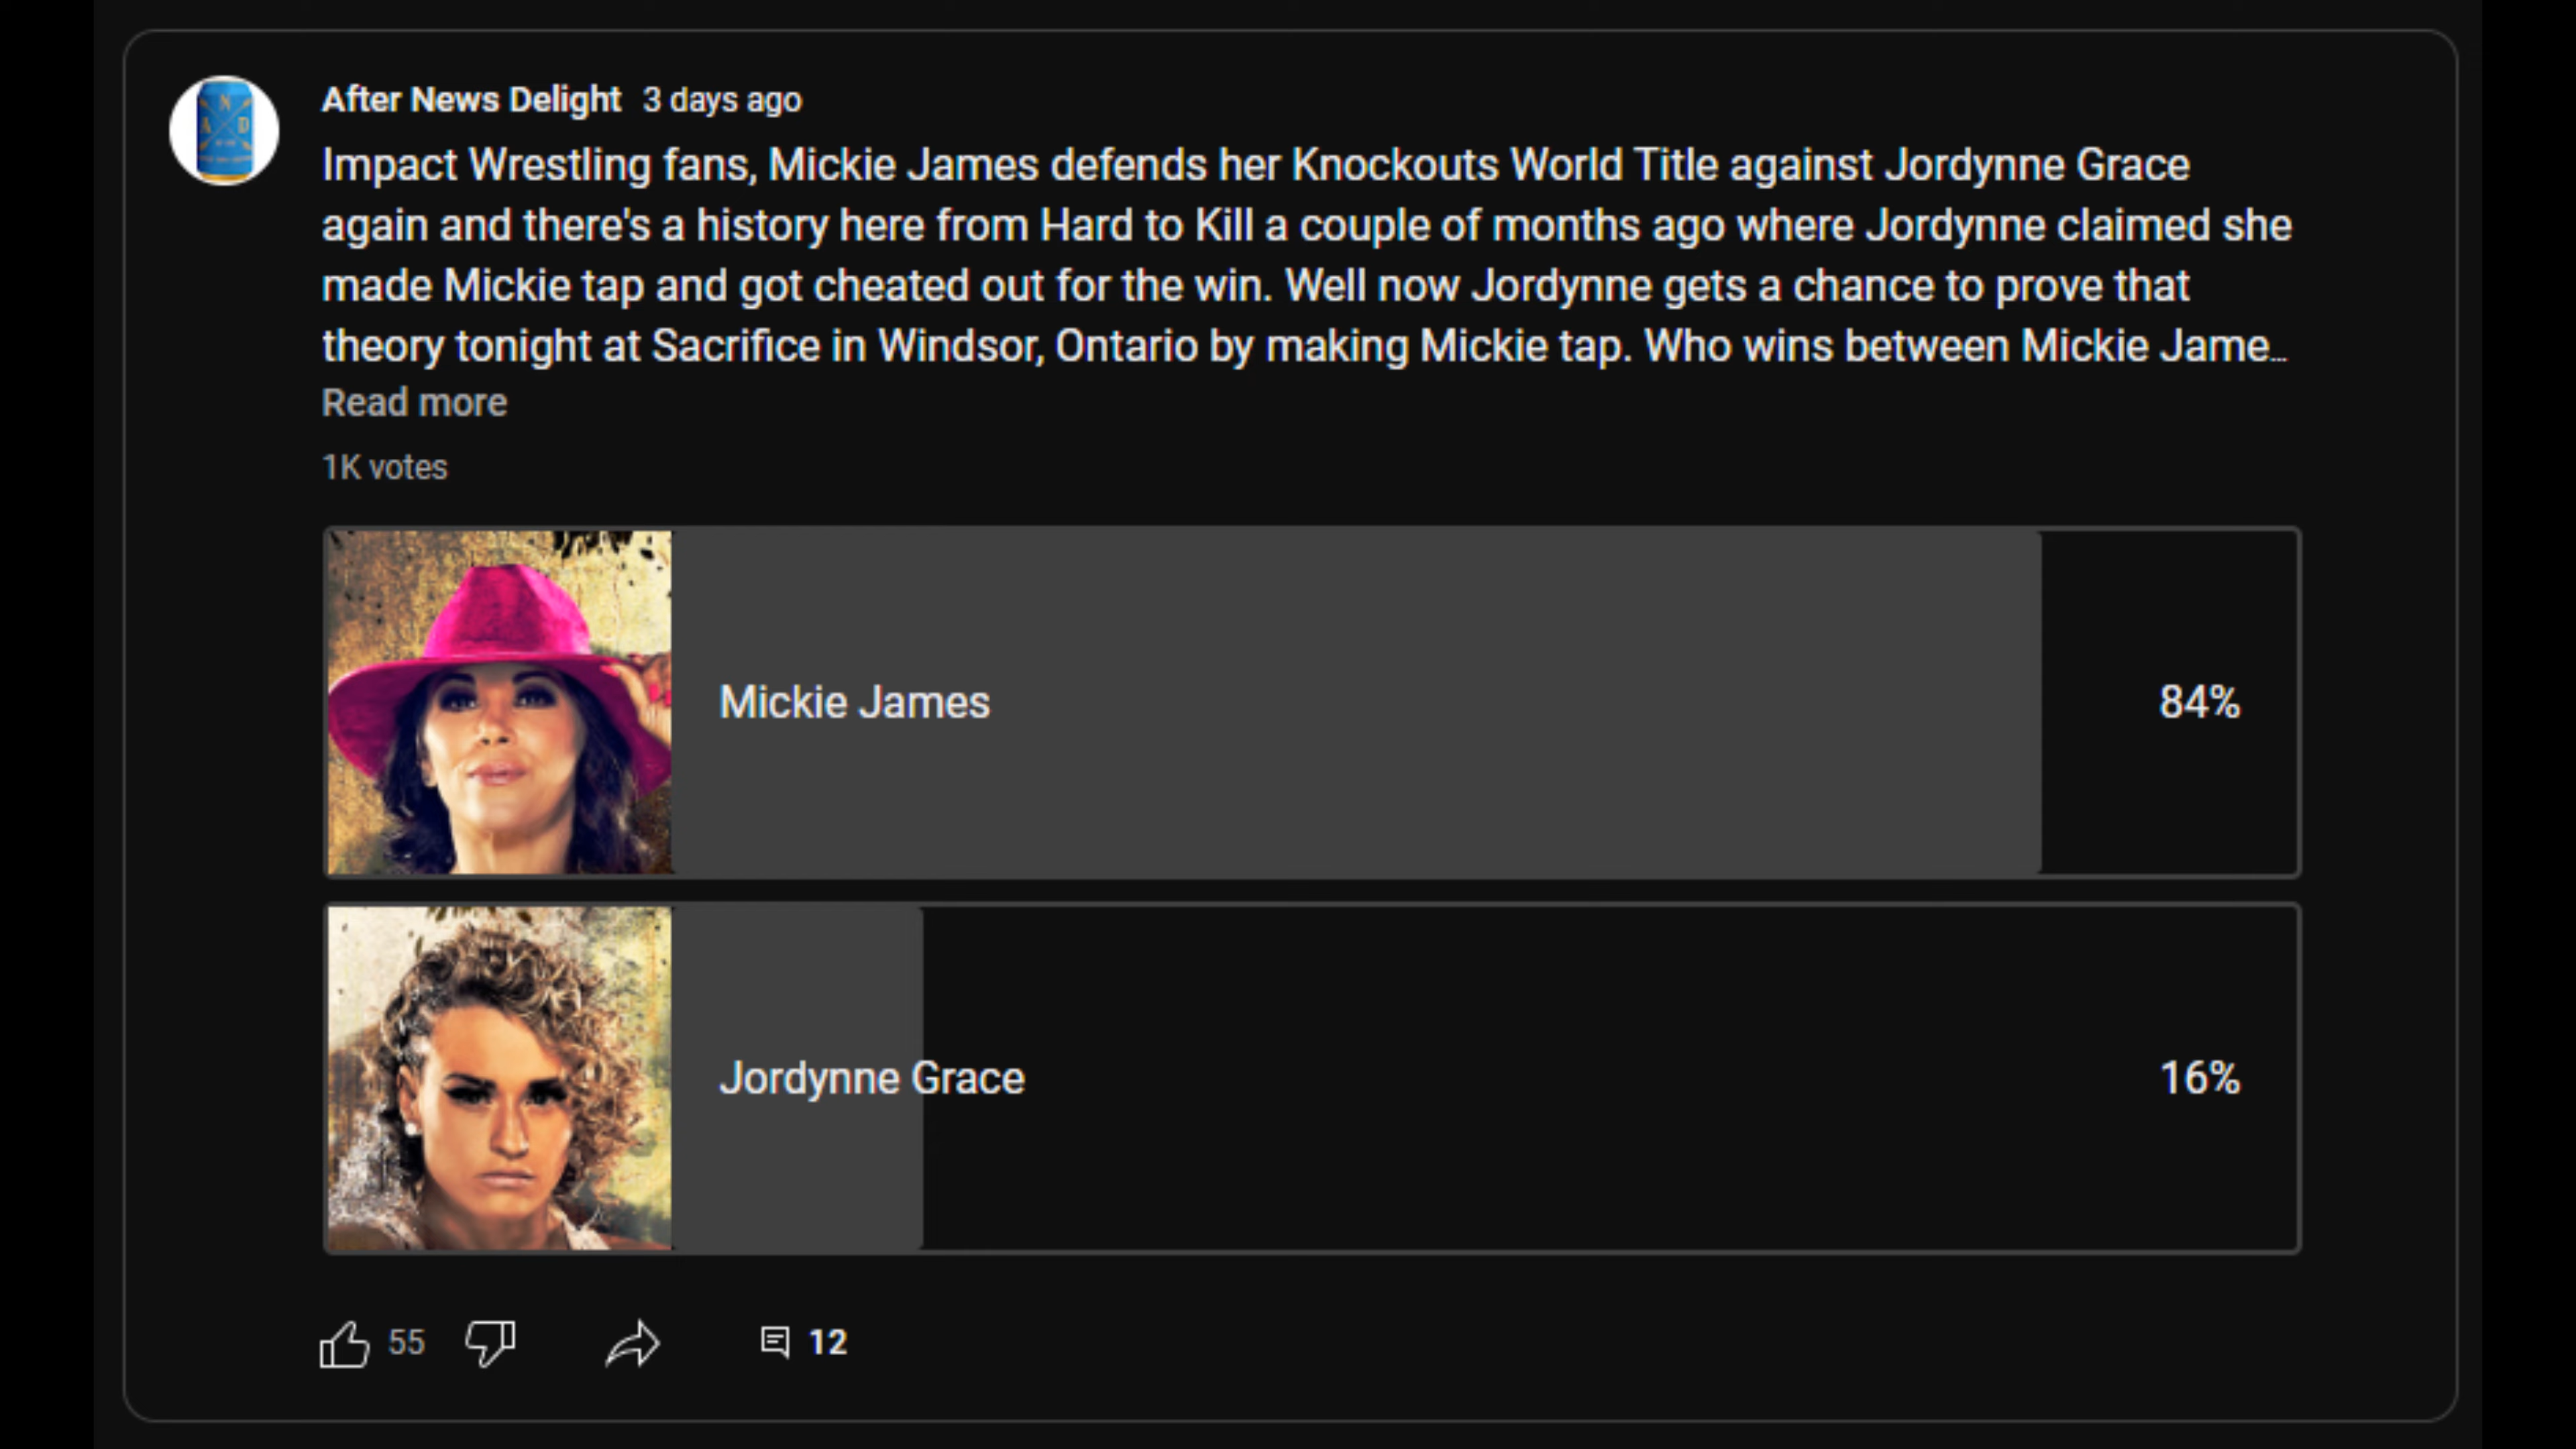 N
A D
After News Delight 3 days ago
Impact Wrestling fans, Mickie James defends her Knockouts World Title against Jordynne Grace
again and there's a history here from Hard to Kill a couple of months ago where Jordynne claimed she
made Mickie tap and got cheated out for the win. Well now Jordynne gets a chance to prove that
theory tonight at Sacrifice in Windsor, Ontario by making Mickie tap. Who wins between Mickie Jame...
Read more
1K votes
Mickie James 84%
Jordynne Grace 16%
55 12